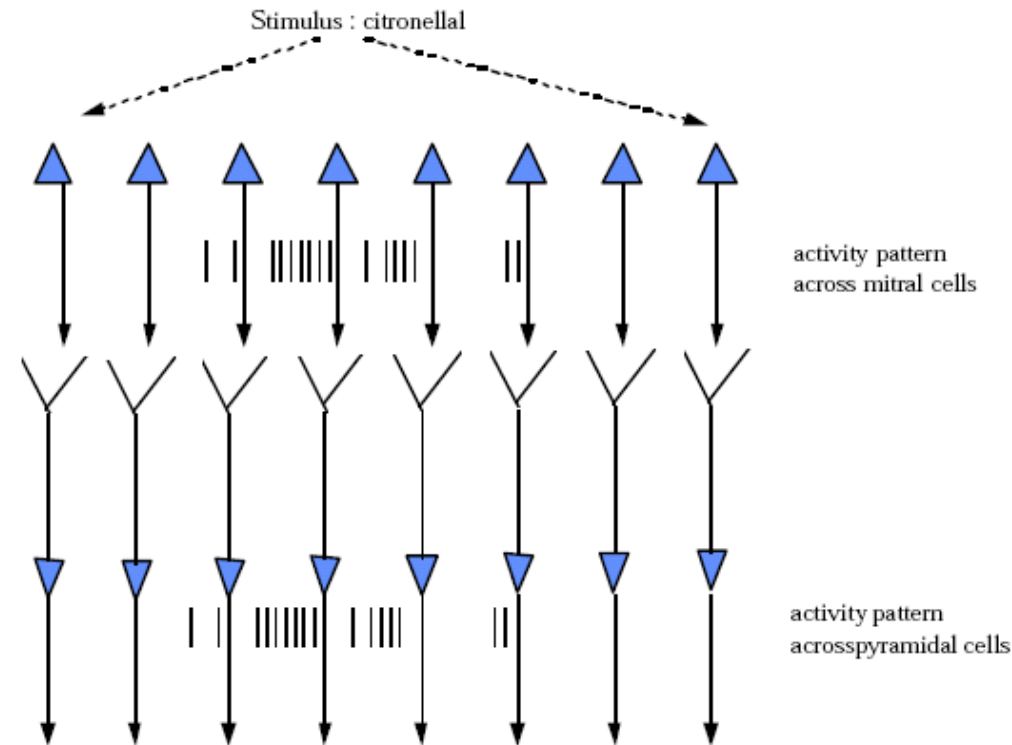 Stimulus : citronellal
activity pattern
across mitral cells
activity pattern
acrosspyramidal cells